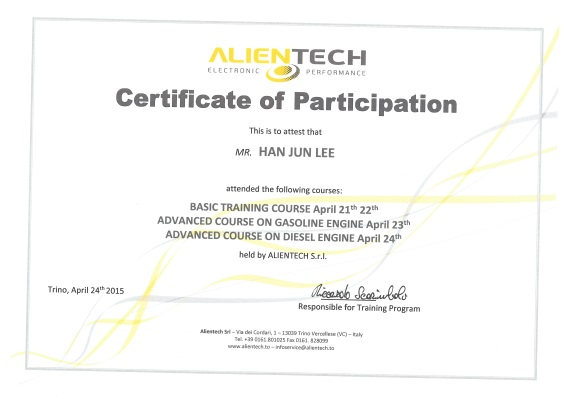 ALIENTECH
ELECTRONIC PERFORMANCE
Certificate of Participation
This is to attest that
MR. HAN JUN LEE
attended the following courses:
BASIC TRAINING COURSE April 21th 22th
ADVANCED COURSE ON GASOLINE ENGINE April 23th
ADVANCED COURSE ON DIESEL ENGINE April 24th
held by ALIENTECH S.r.l.
Trino, April 24th 2015
Responsible for Training Program
Alientech Srl – Via dei Cordari, 1 – 13039 Trino Vercellese (VC) – Italy
Tel. +39 0161 801025 Fax 0161. 828099
www.alientech.to – infoservice@alientech.to